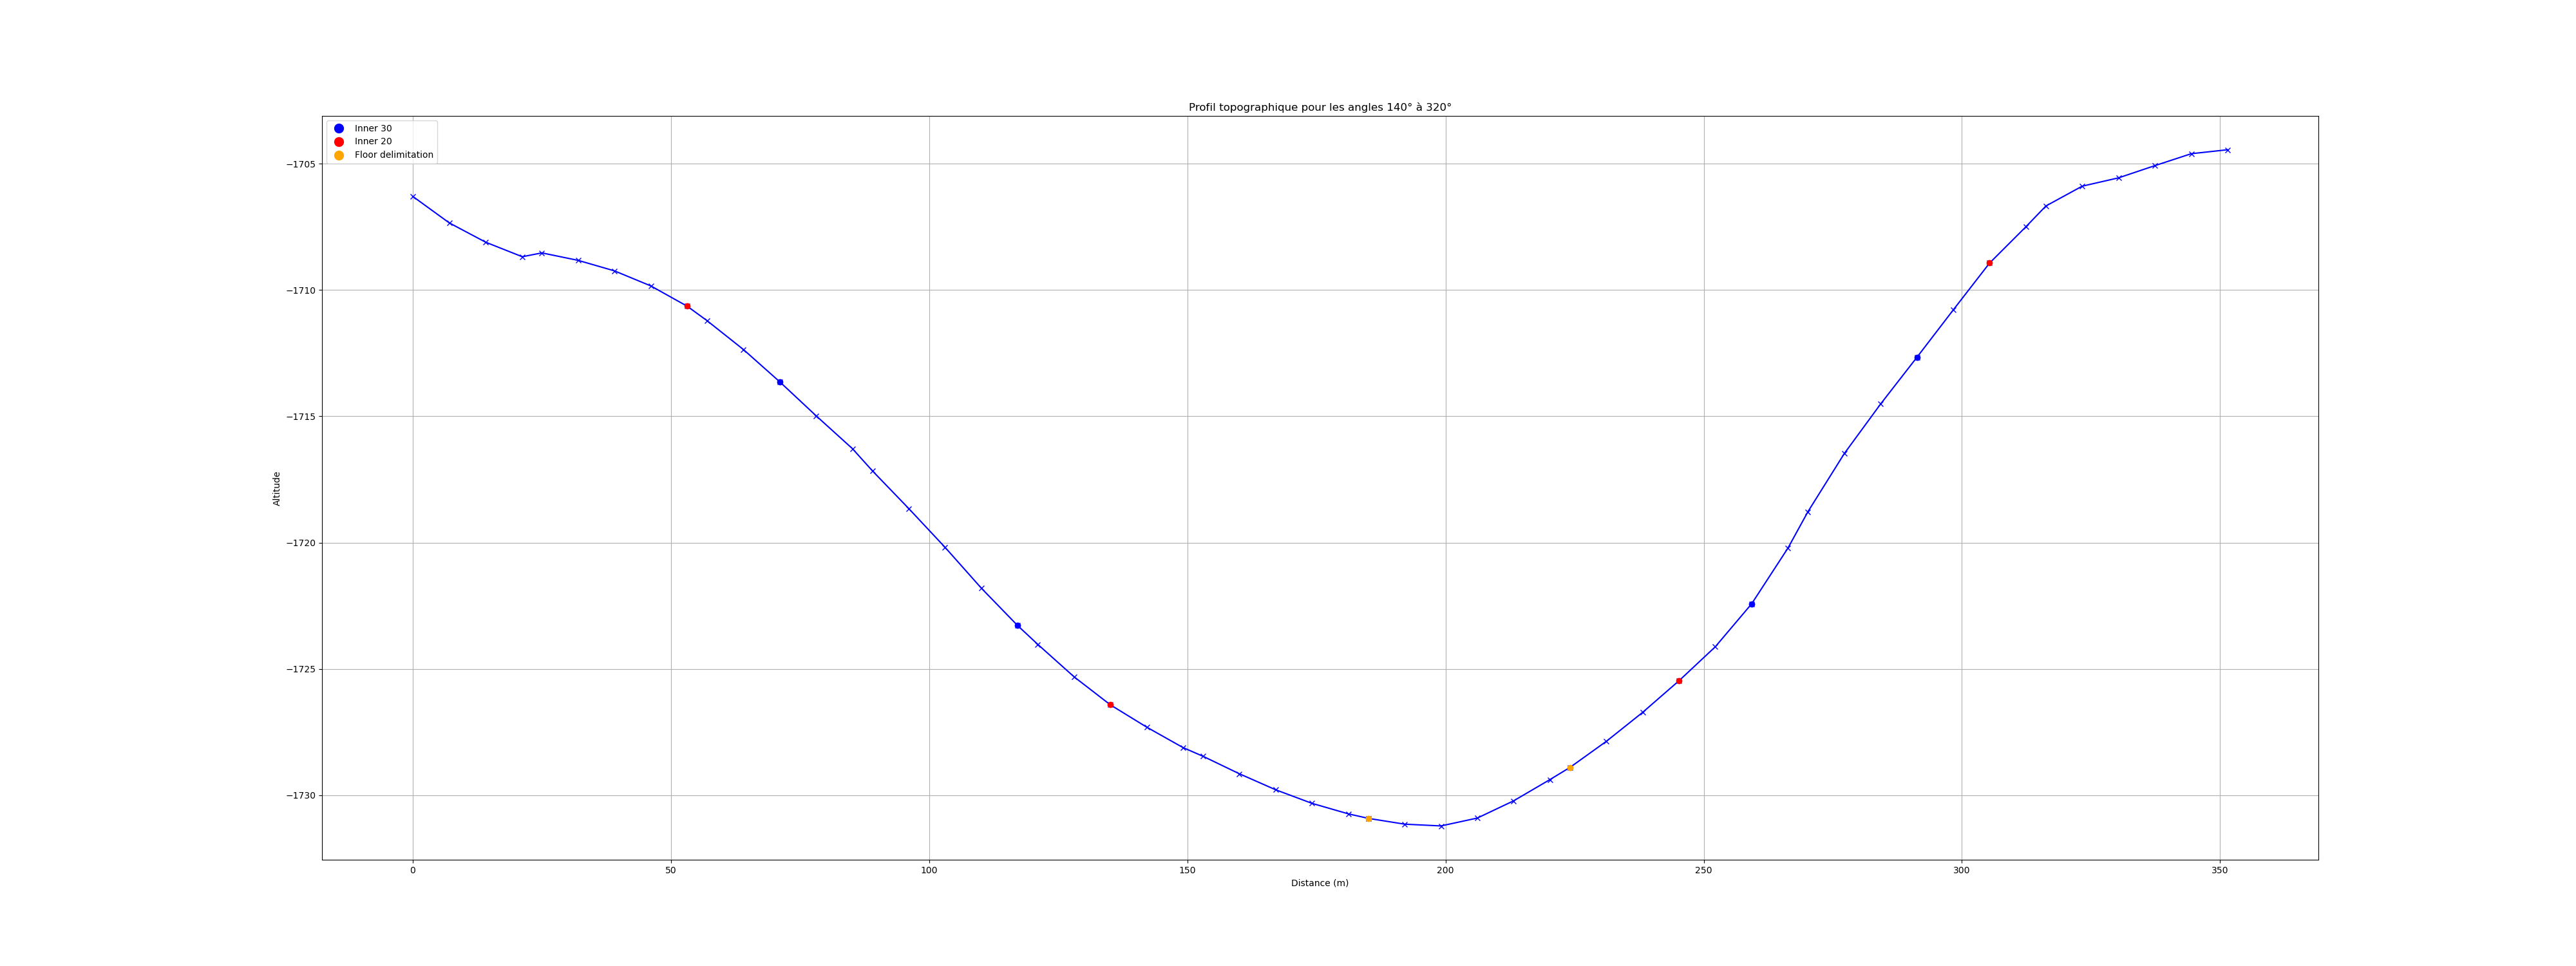 Profil topographique pour les angles 140° à 320°
Inner 30
Inner 20
Floor delimitation
−1705
−1710
−1715
−1720
−1725
−1730
Altitude
0 50 100 150 200 250 300 350
Distance (m)